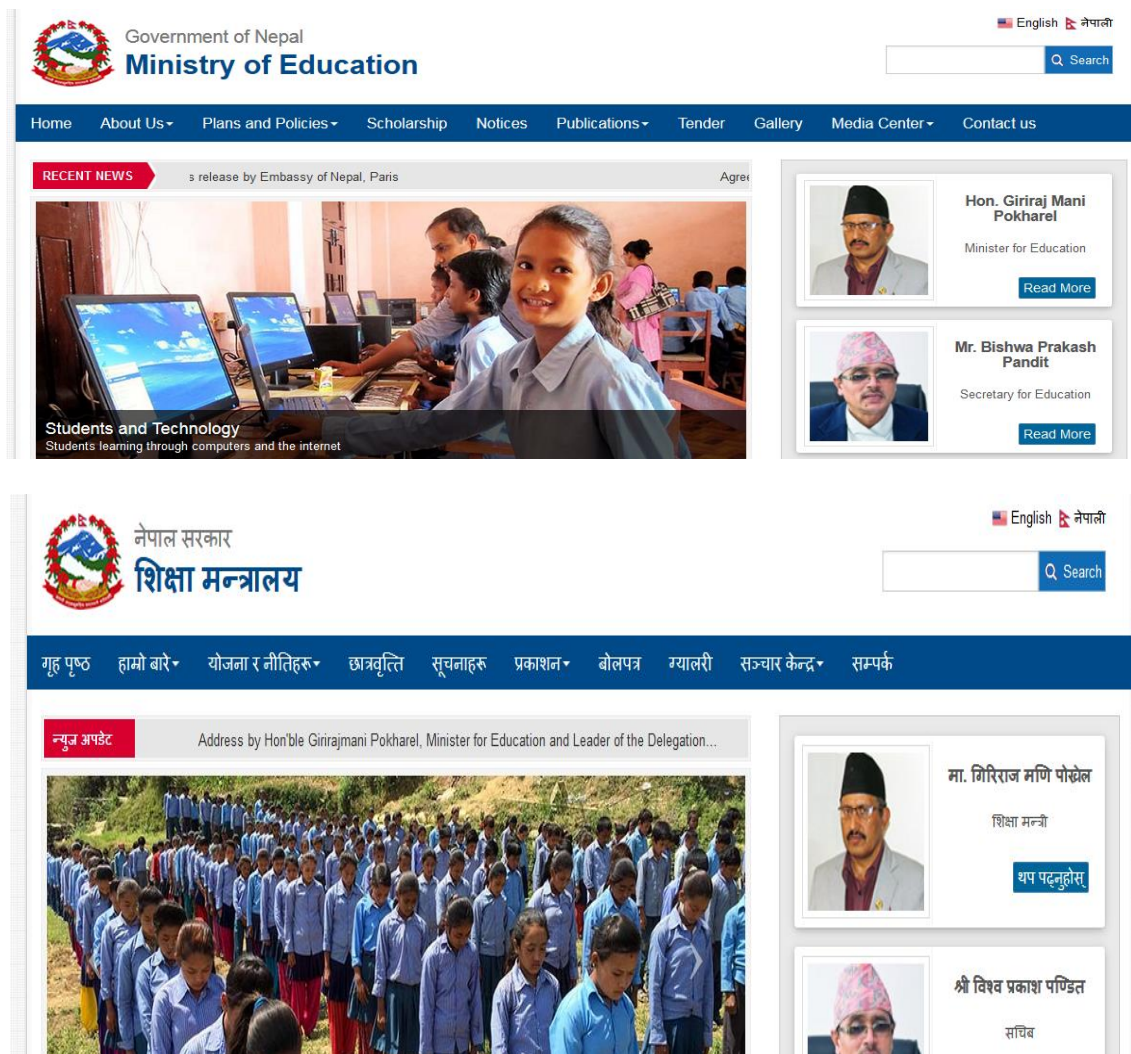 English नेपाली
Government of Nepal
Ministry of Education
Search
Home About Us Plans and Policies Scholarship Notices Publications Tender Gallery Media Center Contact us
RECENT NEWS s release by Embassy of Nepal, Paris Agree
Hon. Giriraj Mani
Pokharel
Minister for Education
Read More
Mr. Bishwa Prakash
Pandit
Secretary for Education
Read More
Students and Technology
Students learning through computers and the internet
English नेपाली
नेपाल सरकार
शिक्षा मन्त्रालय
Search
गृह पृष्ठ हाम्रो बारे योजना र नीतिहरू छात्रवृत्ति सूचनाहरू प्रकाशन बोलपत्र ग्यालरी सञ्चार केन्द्र सम्पर्क
न्युज अपडेट Address by Hon'ble Girirajmani Pokharel, Minister for Education and Leader of the Delegation...
मा. गिरिराज मणि पोख्रेल
शिक्षा मन्त्री
थप पढ्नुहोस्
श्री विश्व प्रकाश पण्डित
सचिब